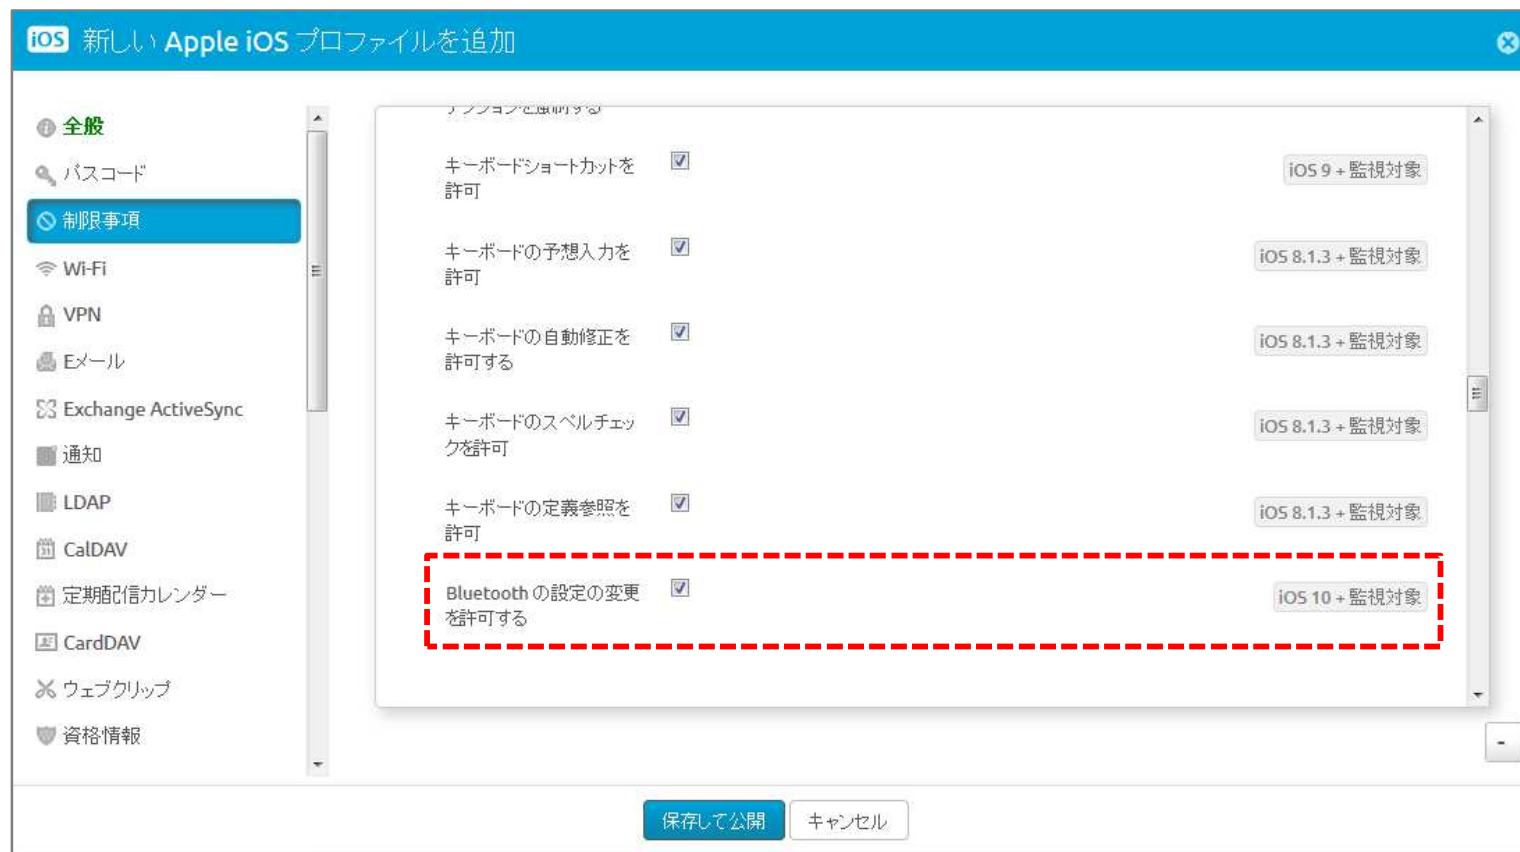 iOS 新しい Apple iOS プロファイルを追加
全般
パスコード
制限事項
Wi-Fi
VPN
Eメール
Exchange ActiveSync
通知
LDAP
CalDAV
定期配信カレンダー
CardDAV
ウェブクリップ
資格情報
キーボードショートカットを
許可
iOS 9 + 監視対象
キーボードの予想入力を
許可
iOS 8.1.3 + 監視対象
キーボードの自動修正を
許可する
iOS 8.1.3 + 監視対象
キーボードのスペルチェッ
クを許可
iOS 8.1.3 + 監視対象
キーボードの定義参照を
許可
iOS 8.1.3 + 監視対象
Bluetooth の設定の変更
を許可する
iOS 10 + 監視対象
-
保存して公開
キャンセル